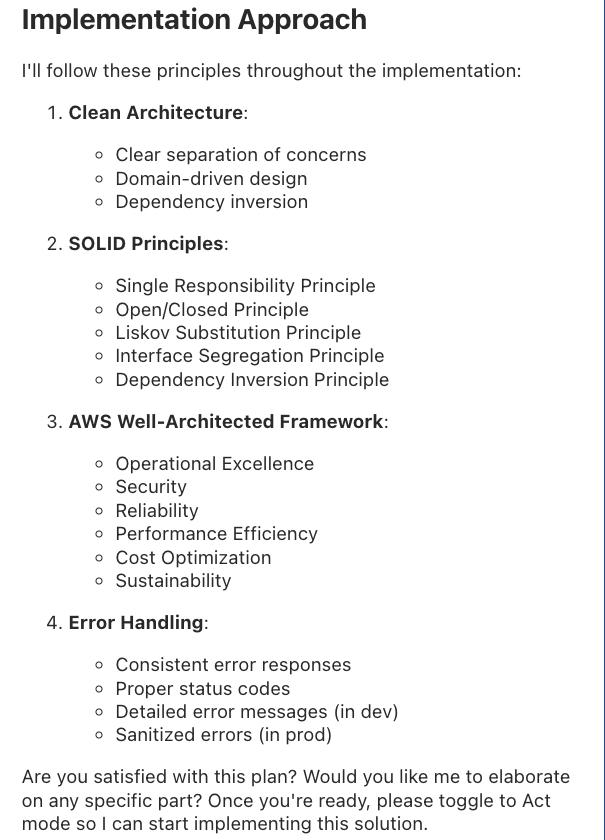 Implementation Approach
I'll follow these principles throughout the implementation:
1. Clean Architecture:
◦ Clear separation of concerns
◦ Domain-driven design
◦ Dependency inversion
2. SOLID Principles:
◦ Single Responsibility Principle
◦ Open/Closed Principle
◦ Liskov Substitution Principle
◦ Interface Segregation Principle
◦ Dependency Inversion Principle
3. AWS Well-Architected Framework:
◦ Operational Excellence
◦ Security
◦ Reliability
◦ Performance Efficiency
◦ Cost Optimization
◦ Sustainability
4. Error Handling:
◦ Consistent error responses
◦ Proper status codes
◦ Detailed error messages (in dev)
◦ Sanitized errors (in prod)
Are you satisfied with this plan? Would you like me to elaborate
on any specific part? Once you're ready, please toggle to Act
mode so I can start implementing this solution.